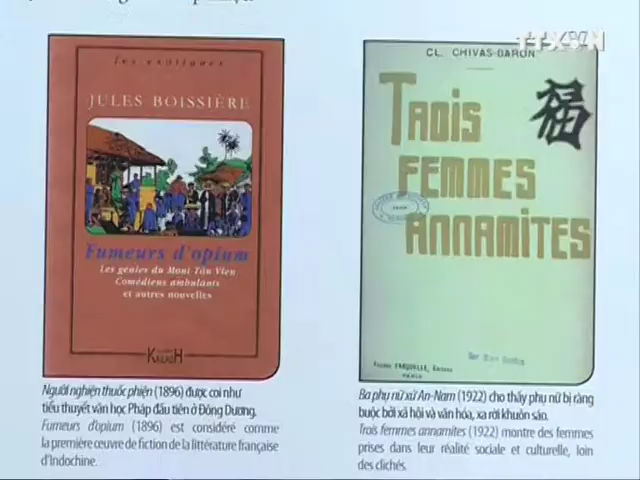 TTXVN
les exotiques
JULES BOISSIÈRE
Fumeurs d'opium
Les génies du Mont Tân Vien
Comédiens ambulants
et autres nouvelles
KAILASH
CL. CHIVAS-BARON
TROIS
福
FEMMES
ANNAMITES
PARIS
Người nghiện thuốc phiện (1896) được coi như
tiểu thuyết văn học Pháp đầu tiên ở Đông Dương.
Fumeurs d'opium (1896) est considéré comme
la première œuvre de fiction de la littérature française
d'Indochine.
Ba phụ nữ xứ An-Nam (1922) cho thấy phụ nữ bị ràng
buộc bởi xã hội và văn hóa, xa rời khuôn sáo.
Trois femmes annamites (1922) montre des femmes
prises dans leur réalité sociale et culturelle, loin
des clichés.